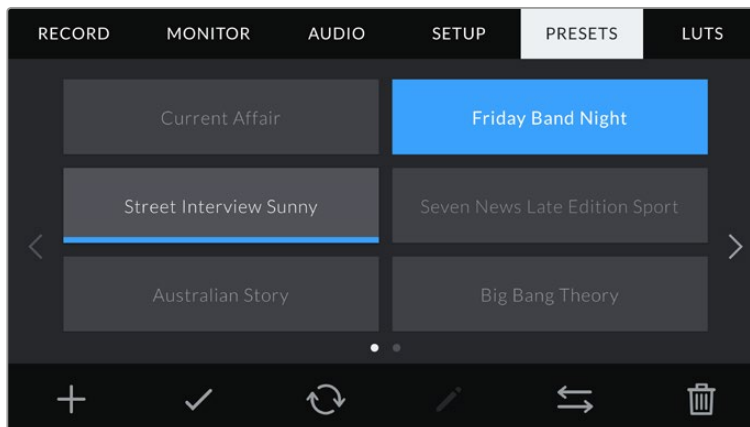 RECORD MONITOR AUDIO SETUP PRESETS LUTS
Current Affair Friday Band Night
Street Interview Sunny Seven News Late Edition Sport
Australian Story Big Bang Theory